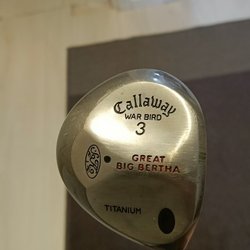 Callaway
WAR BIRD
3
GREAT
BIG BERTHA
TITANIUM